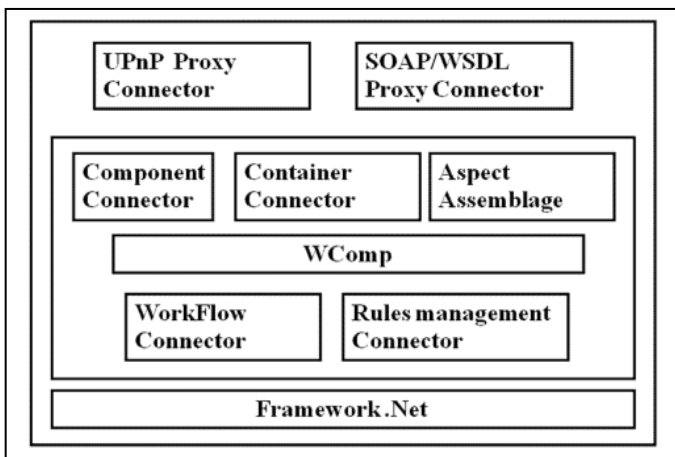 UPnP Proxy
Connector
SOAP/WSDL
Proxy Connector
Component
Connector
Container
Connector
Aspect
Assemblage
WComp
WorkFlow
Connector
Rules management
Connector
Framework .Net